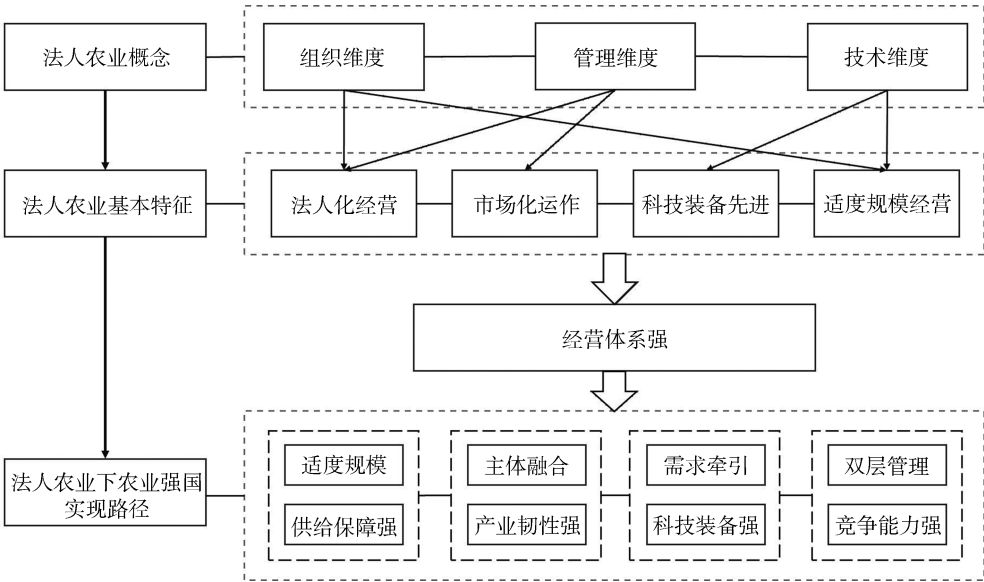 法人农业概念
组织维度
管理维度
技术维度
法人农业基本特征
法人化经营
市场化运作
科技装备先进
适度规模经营
经营体系强
法人农业下农业强国
实现路径
适度规模
主体融合
需求牵引
双层管理
供给保障强
产业韧性强
科技装备强
竞争能力强